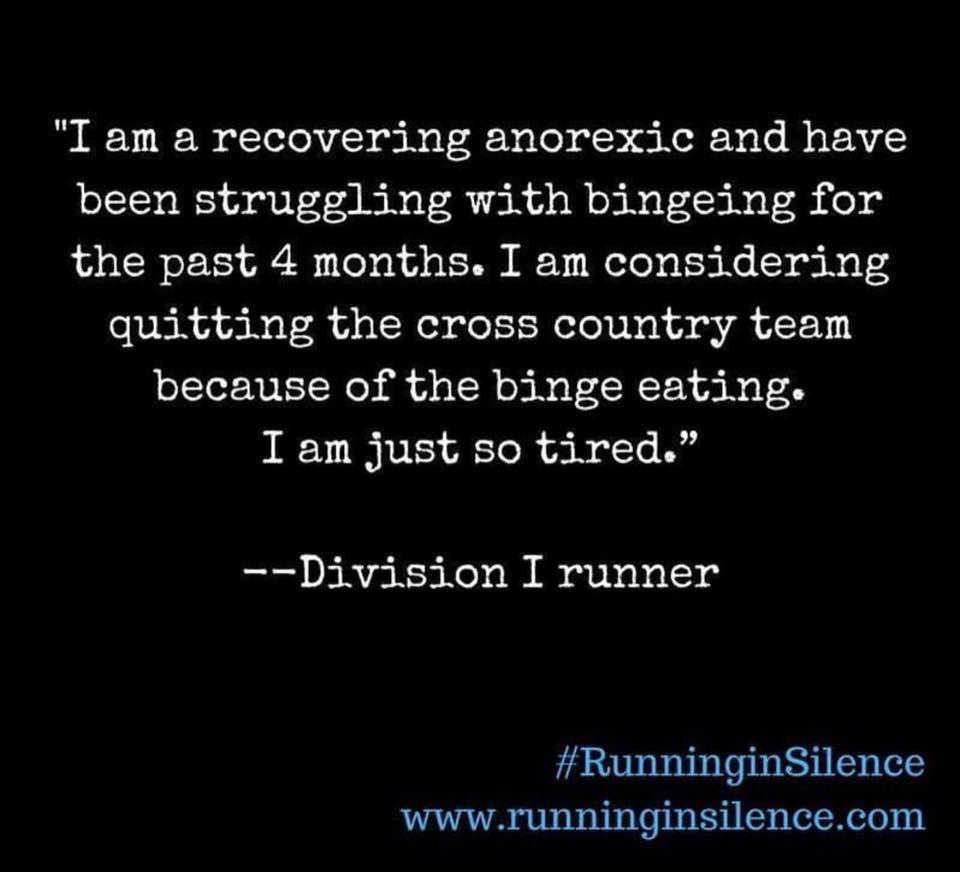 "I am a recovering anorexic and have
been struggling with bingeing for
the past 4 months. I am considering
quitting the cross country team
because of the binge eating.
I am just so tired.”
--Division I runner
#RunninginSilence
www.runninginsilence.com